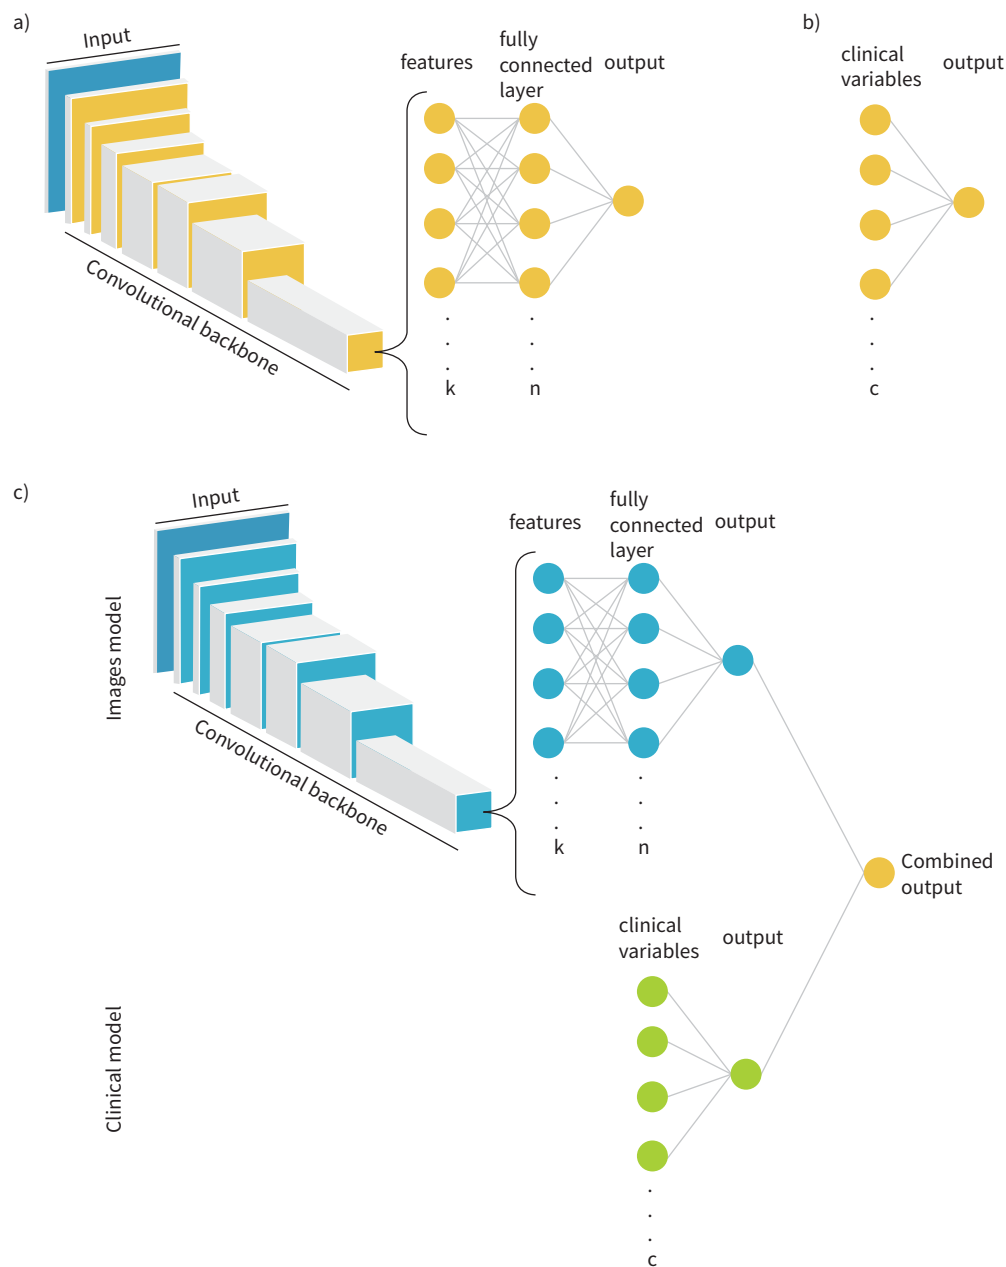 a)
Input
Convolutional backbone
features
fully
connected
layer
output
.
.
.
k
.
.
.
n
b)
clinical
variables
output
.
.
.
c
c)
Images model
Input
Convolutional backbone
features
fully
connected
layer
output
.
.
.
k
.
.
.
n
Combined
output
Clinical model
clinical
variables
output
.
.
.
c